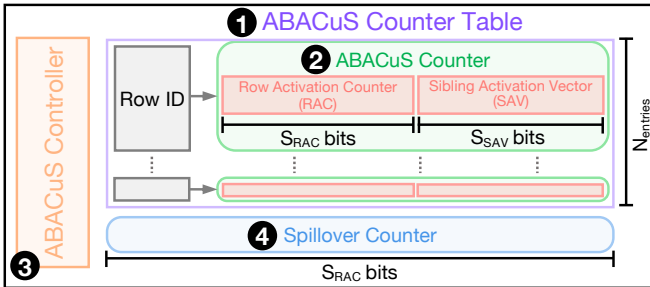 1 ABACuS Counter Table
ABACuS Controller
3
2 ABACuS Counter
Row ID
Row Activation Counter
(RAC)
Sibling Activation Vector
(SAV)
SRAC bits
SSAV bits
Nentries
4 Spillover Counter
SRAC bits